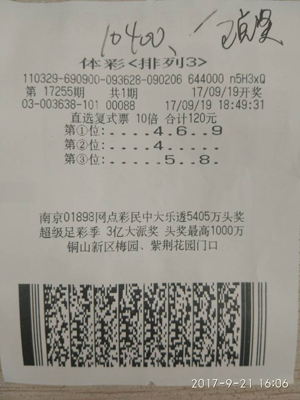 10400、
体彩<排列3>
110329-690900-093628-090206 644000 n5H3xQ
第 17255期 共1期 17/09/19开奖
03-003638-101 00088 17/09/19 18:49:31
直选复式票 10倍 合计120元
第①位:.....4.6..9
第②位:.....4.....
第③位:.....5..8.
南京01898网点彩民中大乐透5405万头奖
超级足彩季 3亿大派奖 头奖最高1000万
铜山新区梅园、紫荆花园门口
2017-9-21 16:06